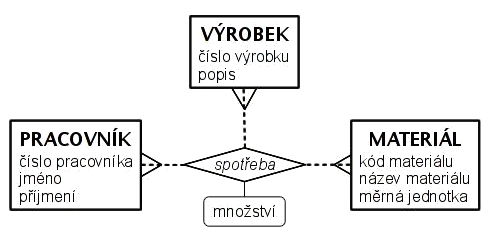 VÝROBEK
číslo výrobku
popis
PRACOVNÍK
číslo pracovníka
jméno
příjmení
spotřeba
MATERIÁL
kód materiálu
název materiálu
měrná jednotka
množství